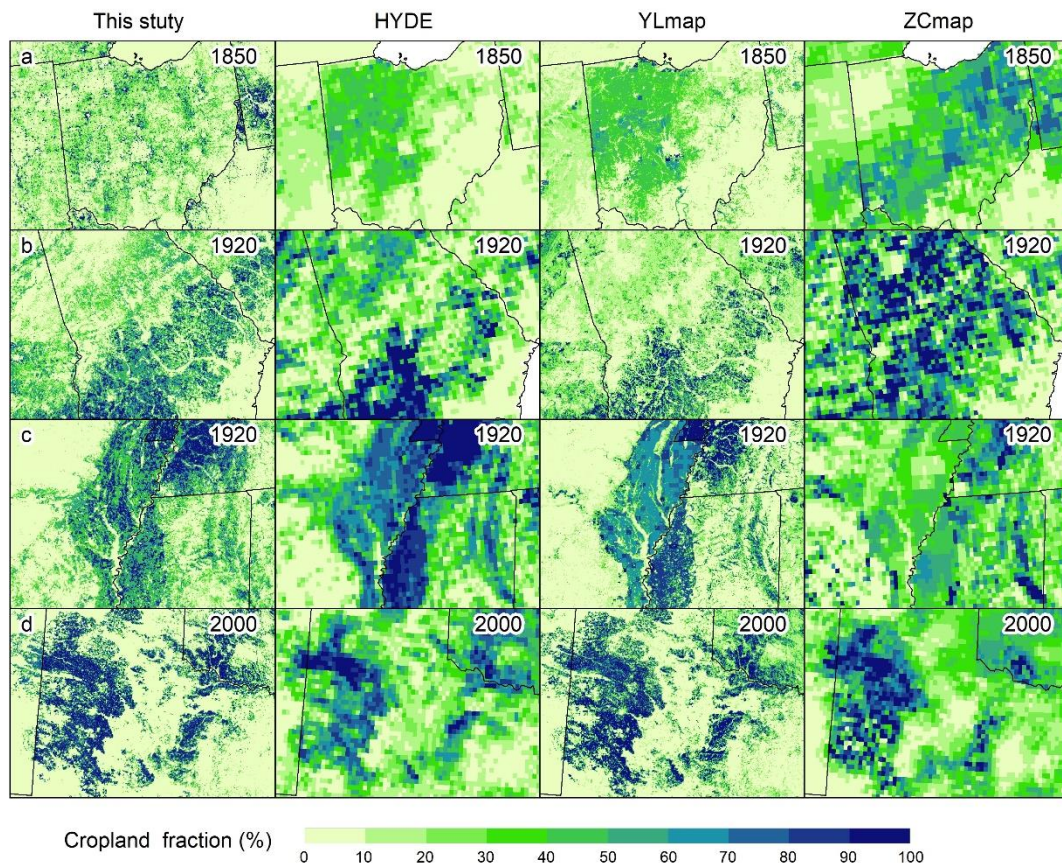 This stuty HYDE YLmap ZCmap
a 1850 1850 1850 1850
b 1920 1920 1920 1920
c 1920 1920 1920 1920
d 2000 2000 2000 2000
Cropland fraction (%)
0 10 20 30 40 50 60 70 80 90 100